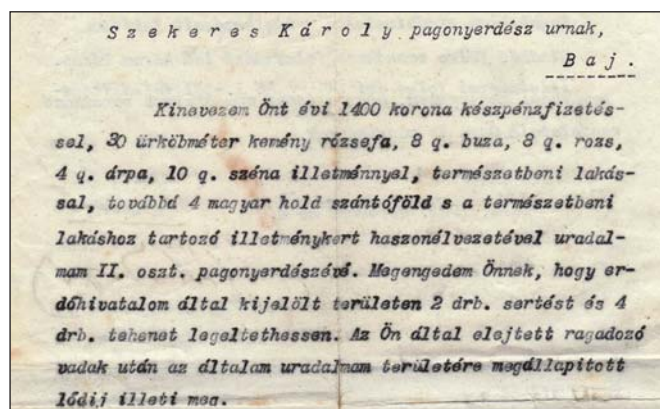 Szekeres Károly pagonyerdész urnak,
Baj.
Kinevezem Önt évi 1400 korona készpénzfizetés-
sel, 30 ürköbméter kemény rózsefa, 8 q. buza, 8 q. rozs,
4 q. árpa, 10 q. széna illetménnyel, természetbeni lakás-
sal, továbbá 4 magyar hold szántóföld s a természetbeni
lakáshoz tartozó illetménykert haszonélvezetével uradal-
mam II. oszt. pagonyerdészévé. Megengedem Önnek, hogy er-
dőhivatalom által kijelölt területen 2 drb. sertést és 4
drb. tehenet legeltethessen. Az Ön által elejtett ragadozó
vadak után az általam uradalmam területére megállapitott
lődij illeti meg.